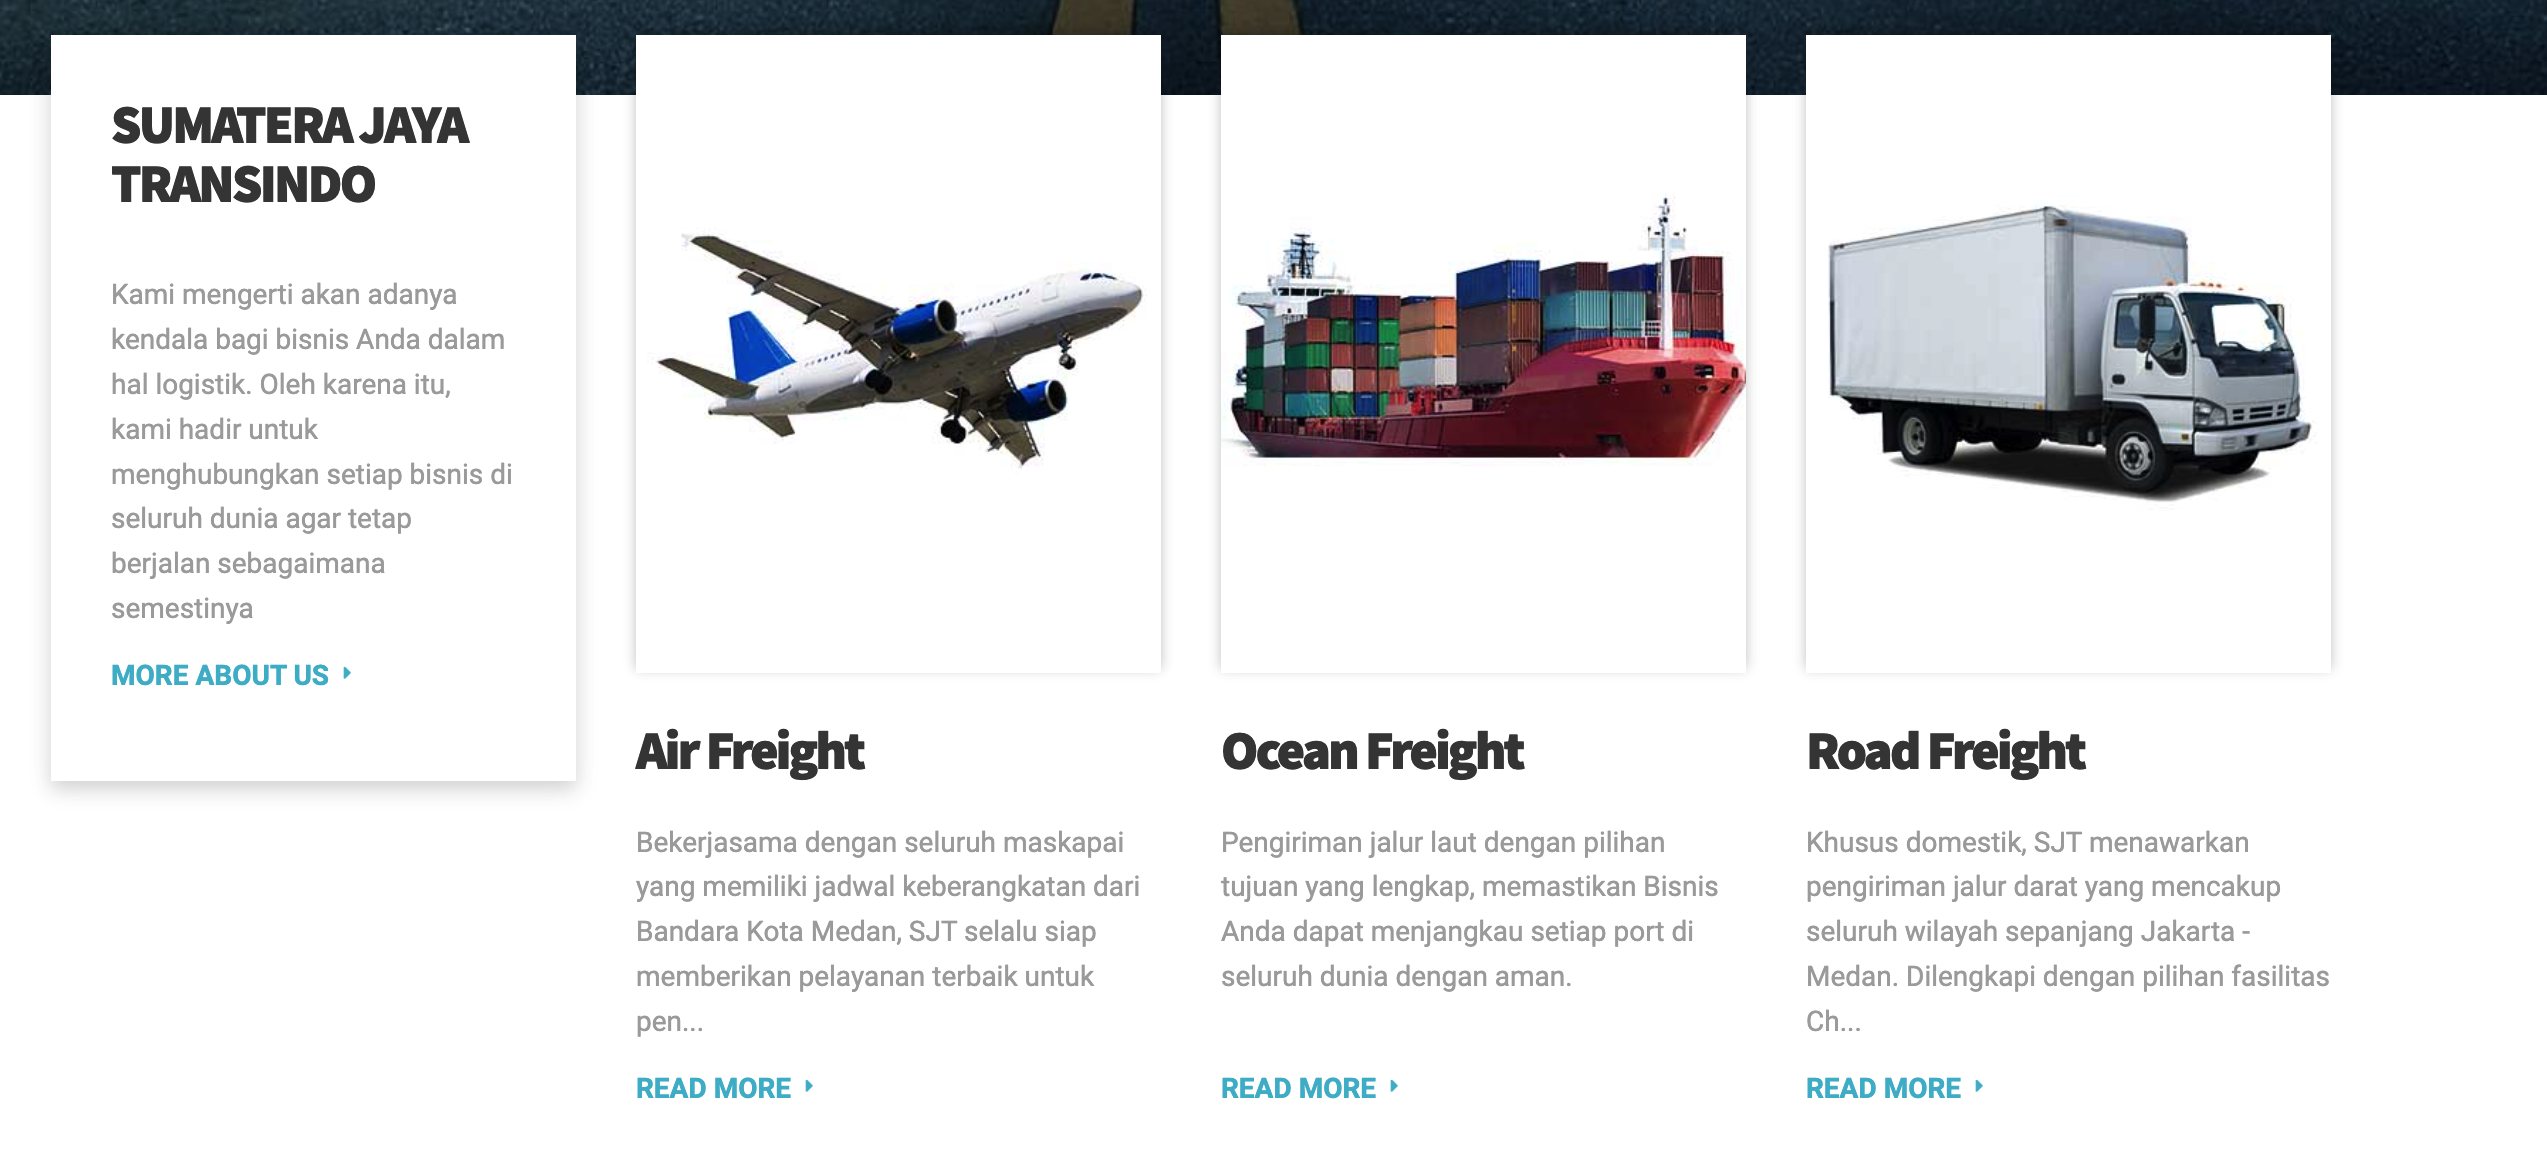 SUMATERA JAYA
TRANSINDO
Kami mengerti akan adanya
kendala bagi bisnis Anda dalam
hal logistik. Oleh karena itu,
kami hadir untuk
menghubungkan setiap bisnis di
seluruh dunia agar tetap
berjalan sebagaimana
semestinya
MORE ABOUT US
Air Freight
Bekerjasama dengan seluruh maskapai
yang memiliki jadwal keberangkatan dari
Bandara Kota Medan, SJT selalu siap
memberikan pelayanan terbaik untuk
pen...
READ MORE
Ocean Freight
Pengiriman jalur laut dengan pilihan
tujuan yang lengkap, memastikan Bisnis
Anda dapat menjangkau setiap port di
seluruh dunia dengan aman.
READ MORE
Road Freight
Khusus domestik, SJT menawarkan
pengiriman jalur darat yang mencakup
seluruh wilayah sepanjang Jakarta -
Medan. Dilengkapi dengan pilihan fasilitas
Ch...
READ MORE